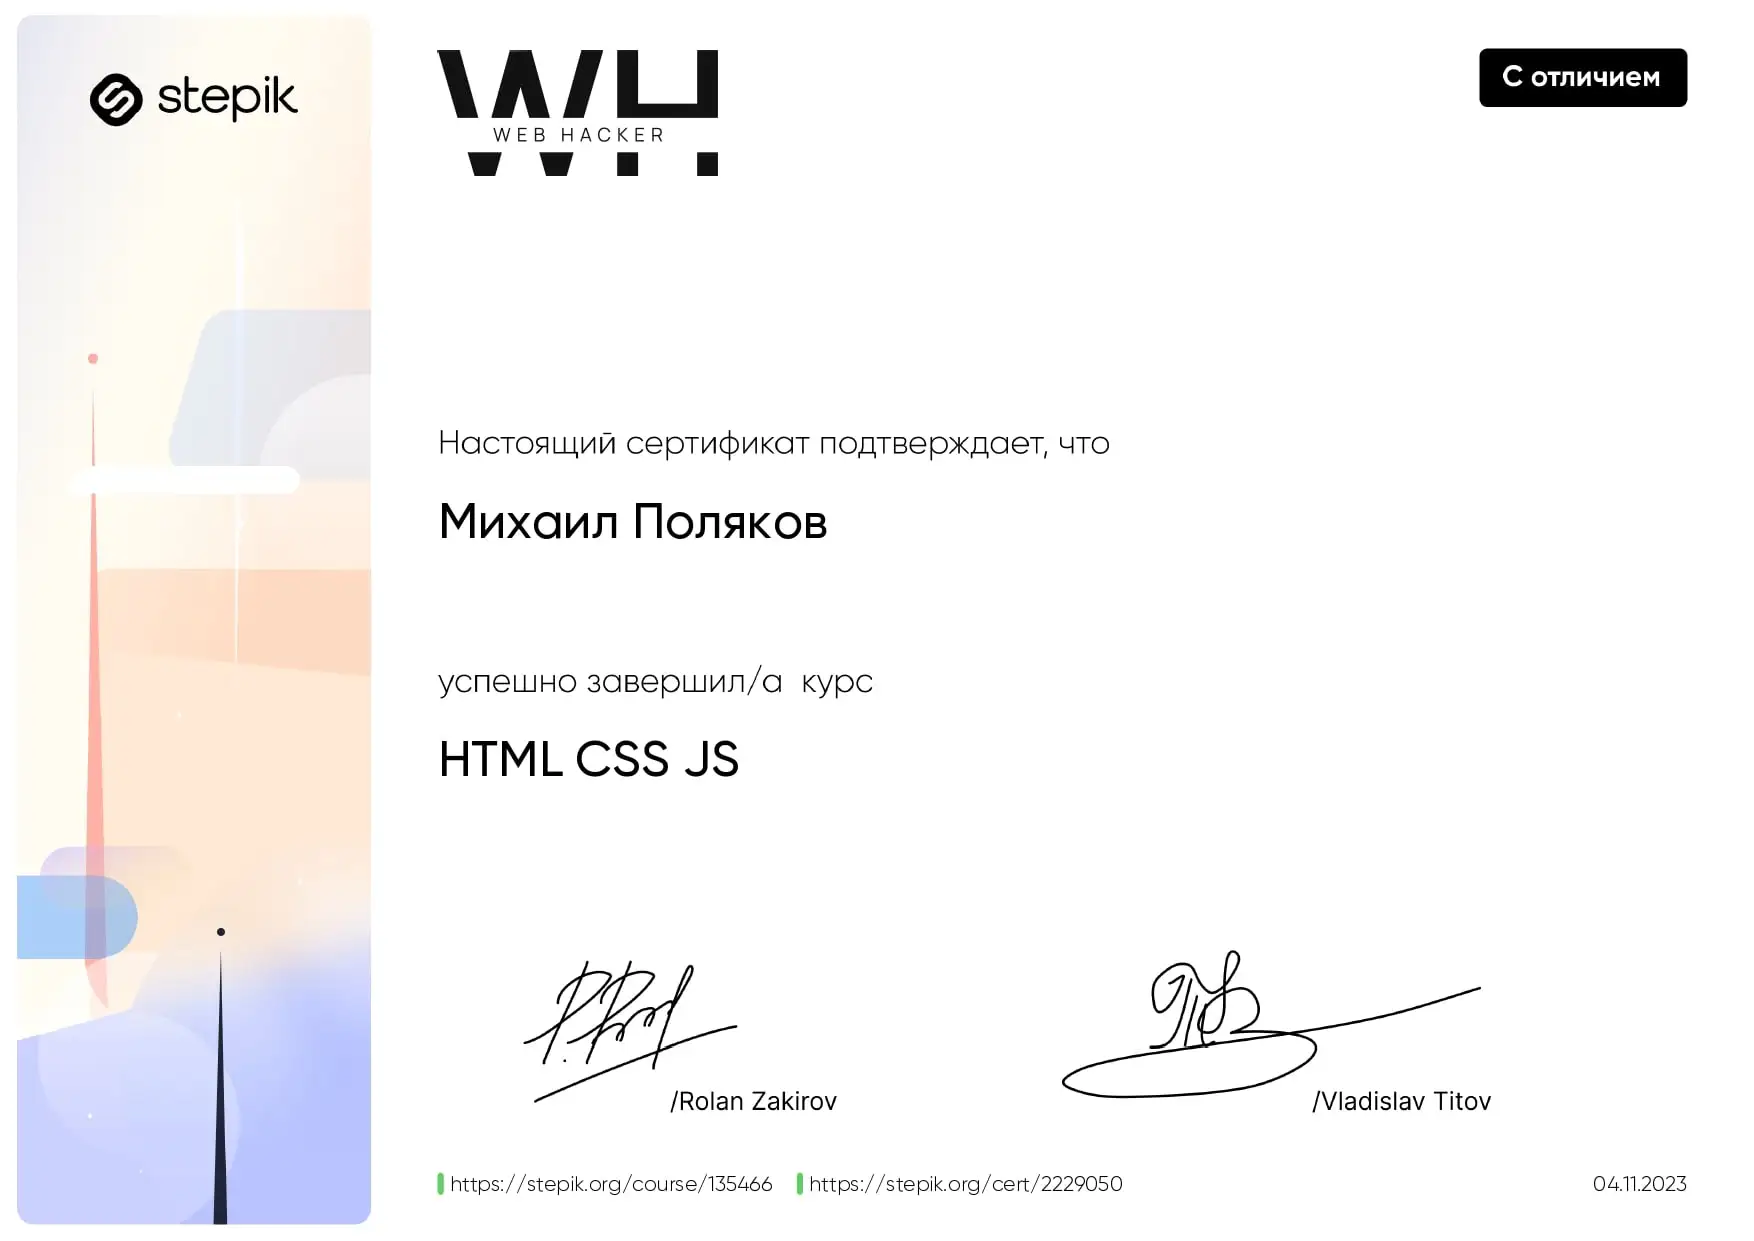 stepik
WH
WEB HACKER
С отличием
Настоящий сертификат подтверждает, что
Михаил Поляков
успешно завершил/а курс
HTML CSS JS
/Rolan Zakirov
/Vladislav Titov
https://stepik.org/course/135466
https://stepik.org/cert/2229050
04.11.2023